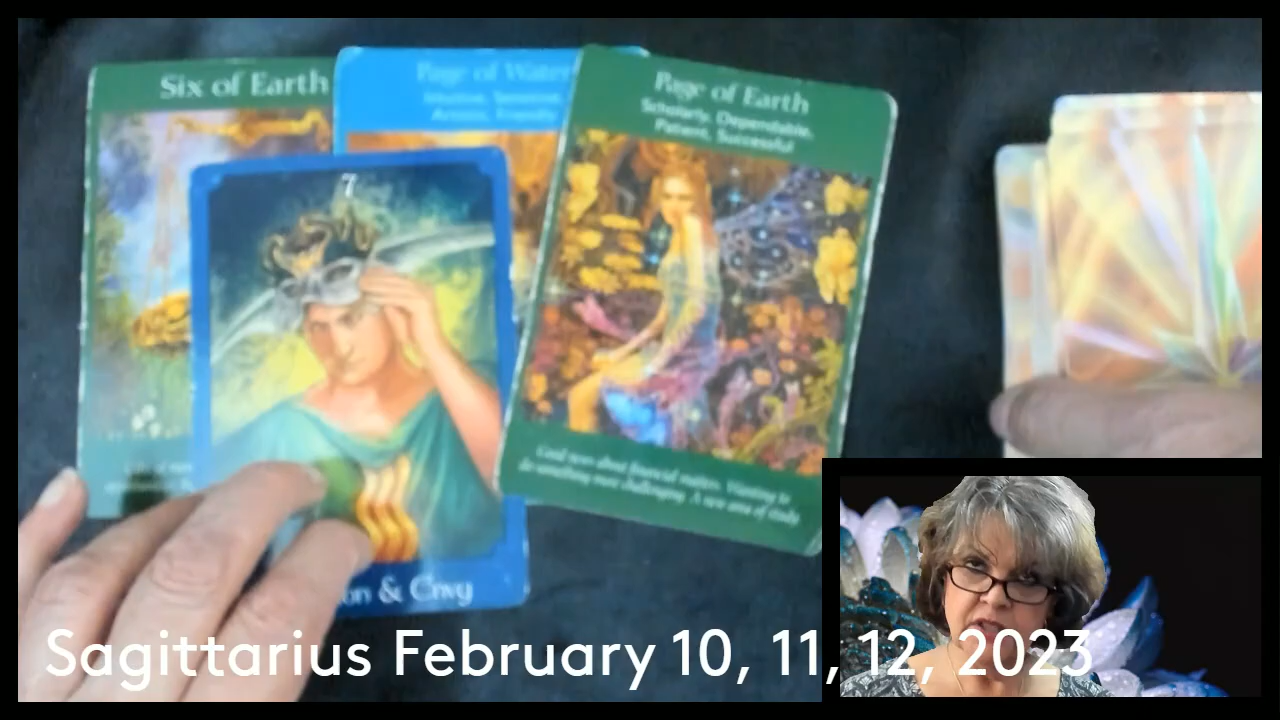 Six of Earth
Page of Water
Intuitive, Sensitive,
Artistic, Friendly
Page of Earth
Scholarly, Dependable,
Patient, Successful
7
Good news about financial matters. Wanting to
do something more challenging. A new area of study
& Envy
Sagittarius February 10, 11, 12, 2023